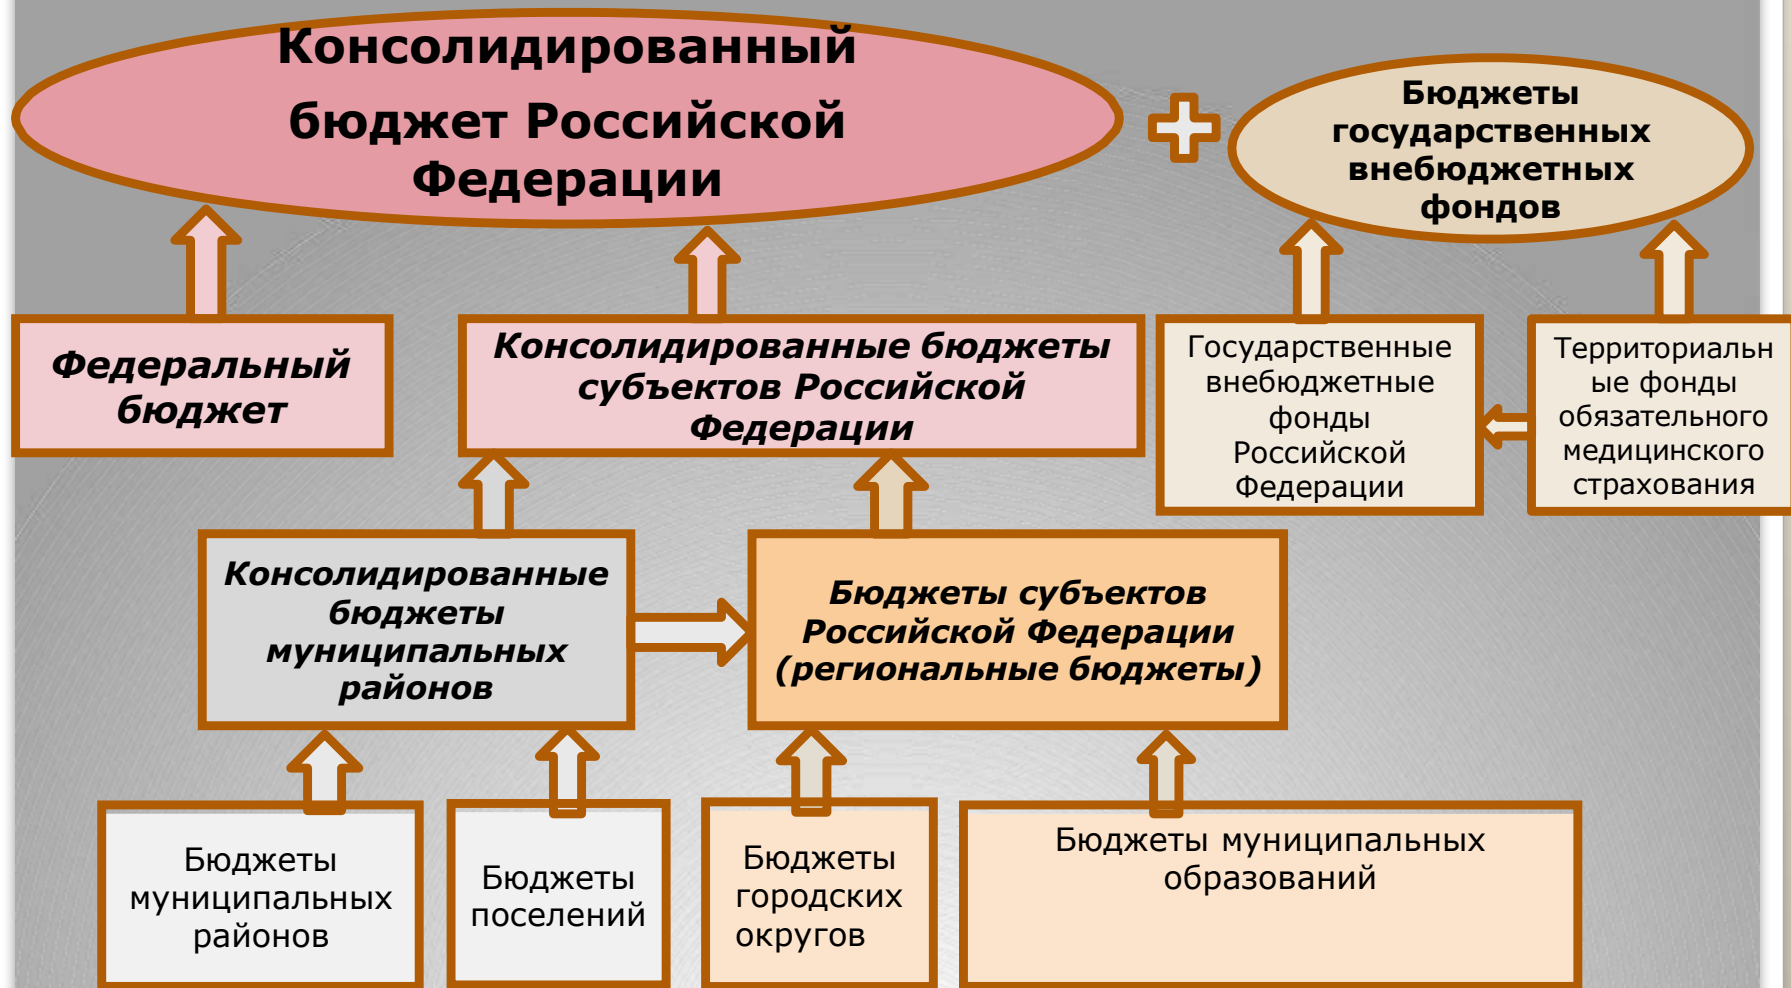 Консолидированный
бюджет Российской
Федерации
Бюджеты
государственных
внебюджетных
фондов
Федеральный
бюджет
Консолидированные бюджеты
субъектов Российской
Федерации
Государственные
внебюджетные
фонды
Российской
Федерации
Территориальн
ые фонды
обязательного
медицинского
страхования
Консолидированные
бюджеты
муниципальных
районов
Бюджеты субъектов
Российской Федерации
(региональные бюджеты)
Бюджеты
муниципальных
районов
Бюджеты
поселений
Бюджеты
городских
округов
Бюджеты муниципальных
образований